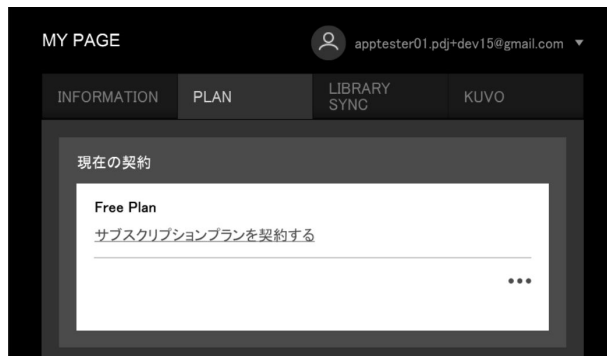 MY PAGE
apptester01.pdj+dev15@gmail.com
INFORMATION
PLAN
LIBRARY
SYNC
KUVO
現在の契約
Free Plan
サブスクリプションプランを契約する